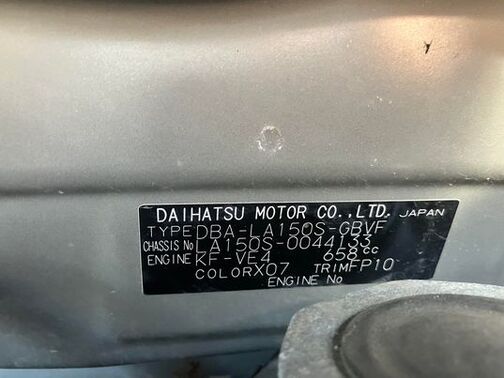 DAIHATSU MOTOR CO.,LTD. JAPAN
TYPE DBA-LA150S-GBVF
CHASSIS No LA150S-0044133
ENGINE KF-VE4 658cc
COLOR X07 TRIM FP10
ENGINE No